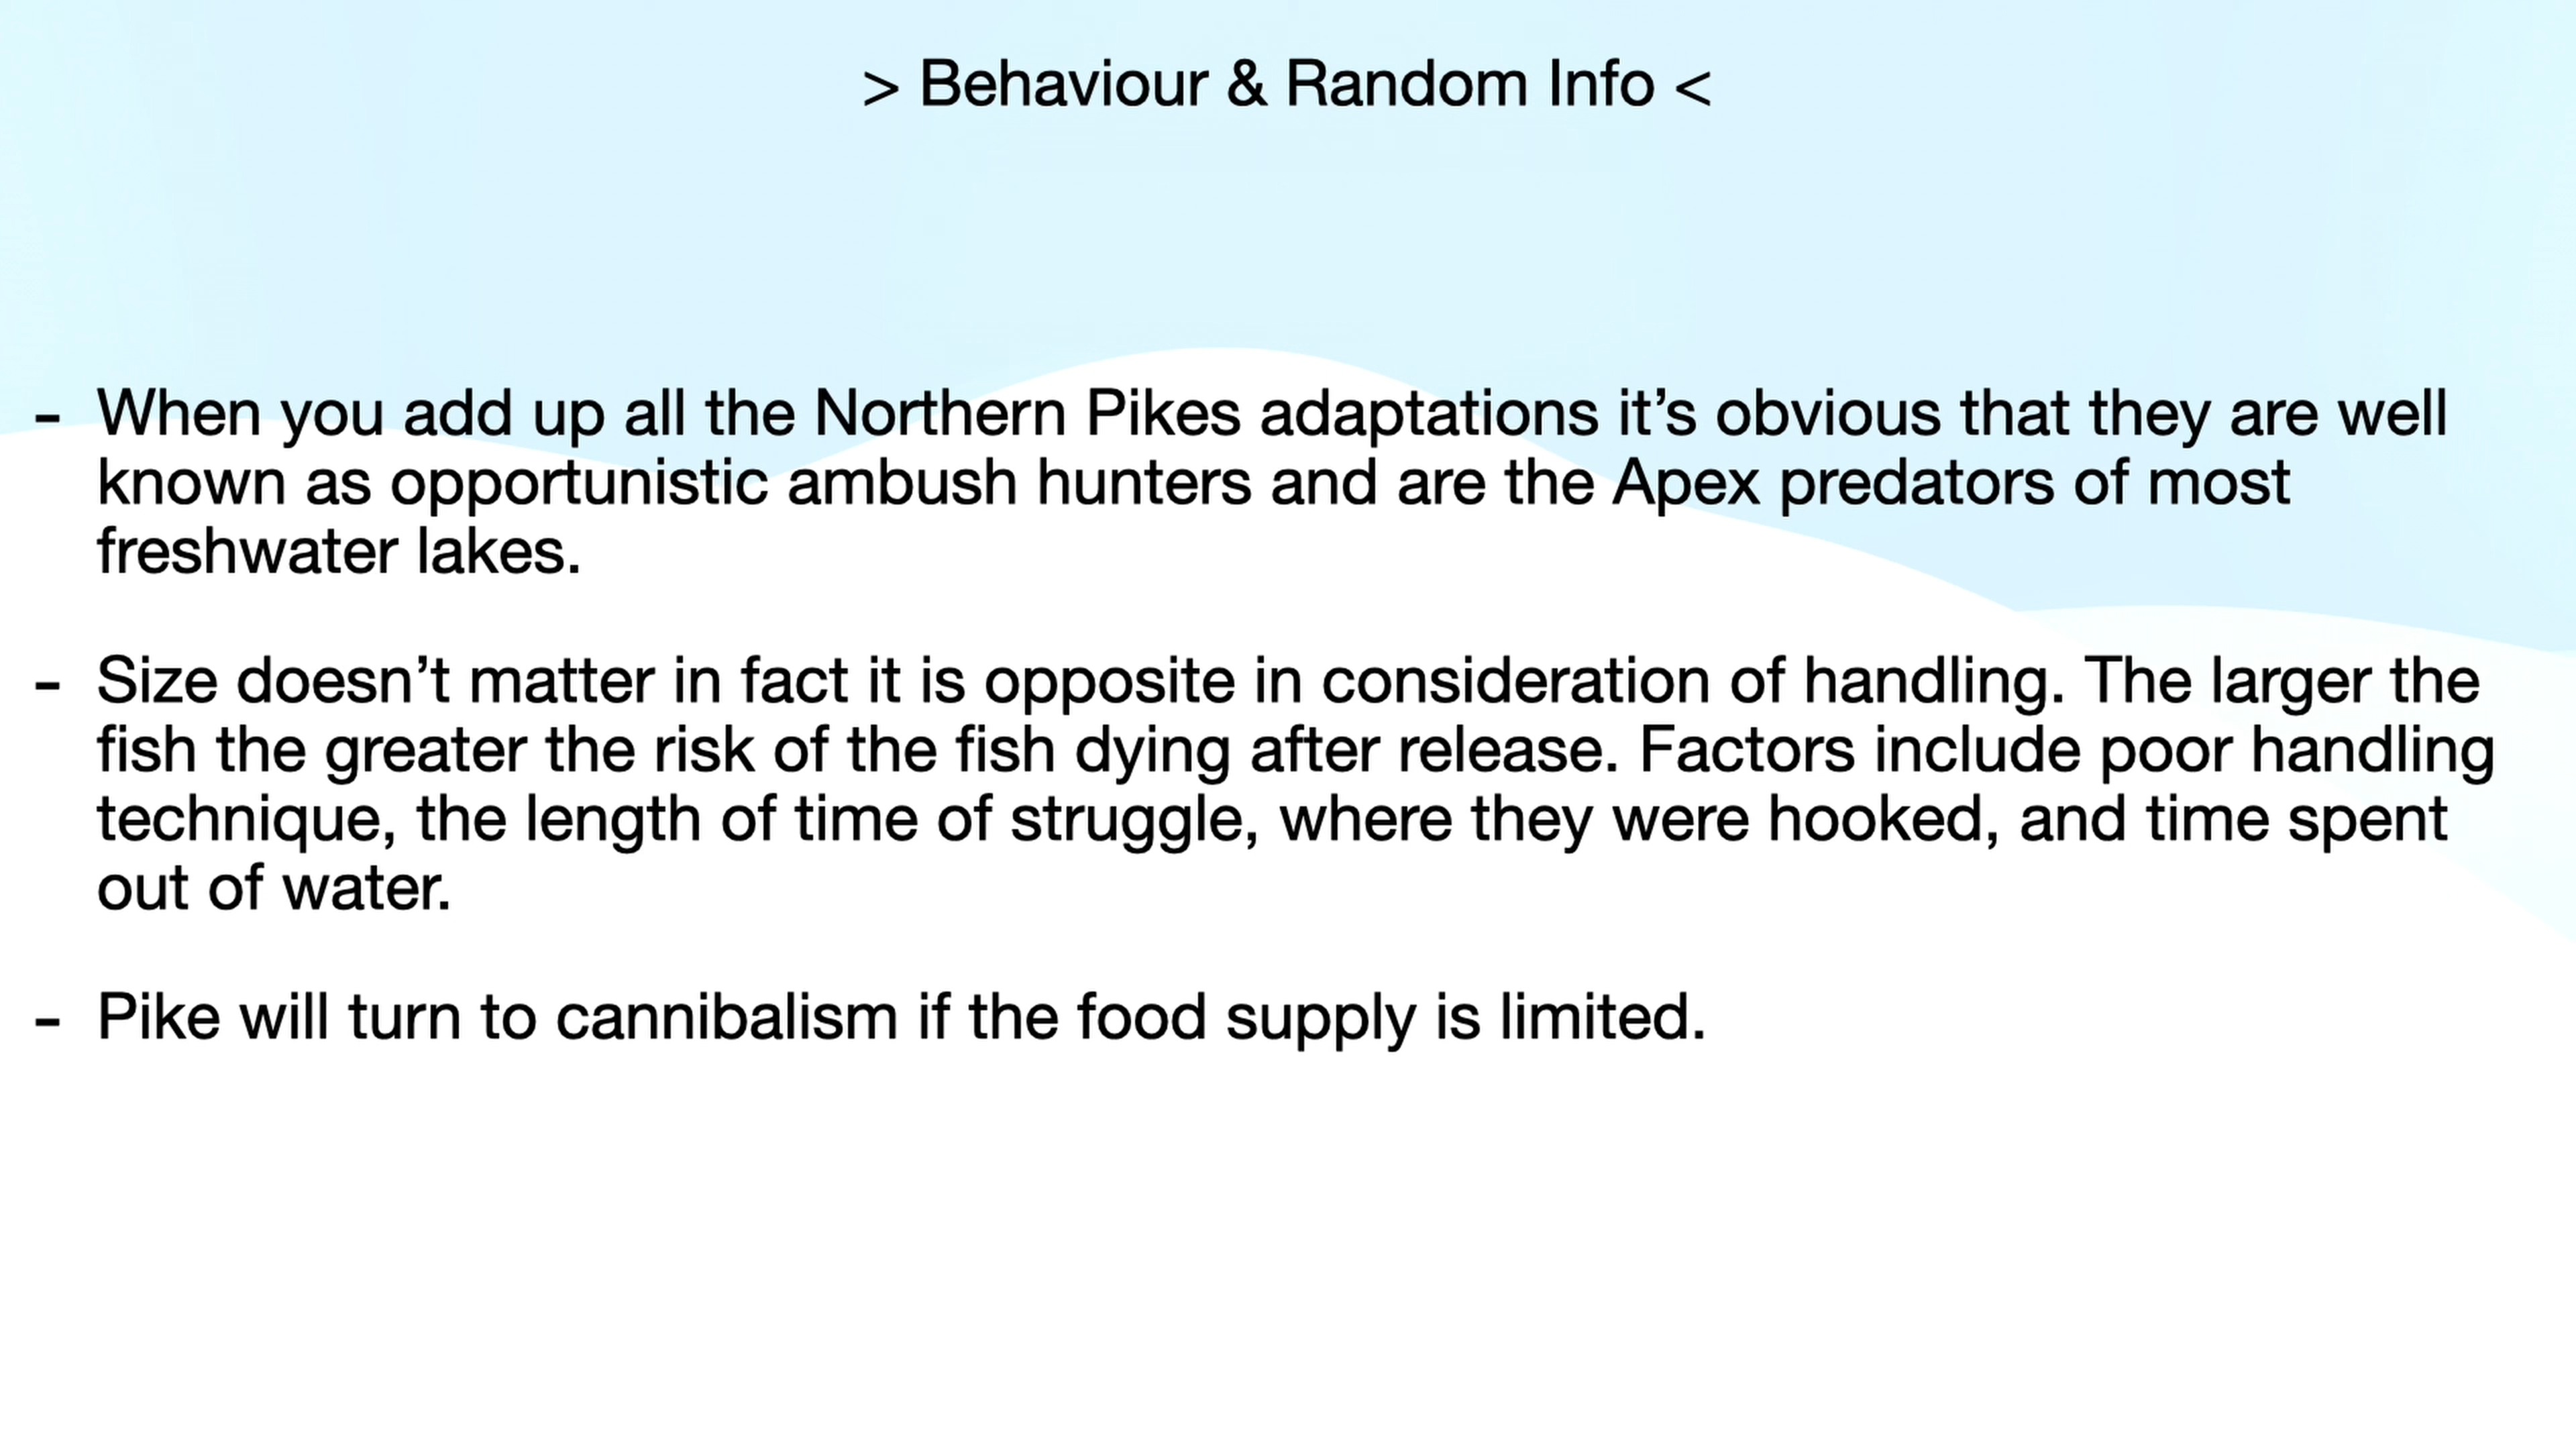 > Behaviour & Random Info <
- When you add up all the Northern Pikes adaptations it’s obvious that they are well
known as opportunistic ambush hunters and are the Apex predators of most
freshwater lakes.
- Size doesn’t matter in fact it is opposite in consideration of handling. The larger the
fish the greater the risk of the fish dying after release. Factors include poor handling
technique, the length of time of struggle, where they were hooked, and time spent
out of water.
- Pike will turn to cannibalism if the food supply is limited.